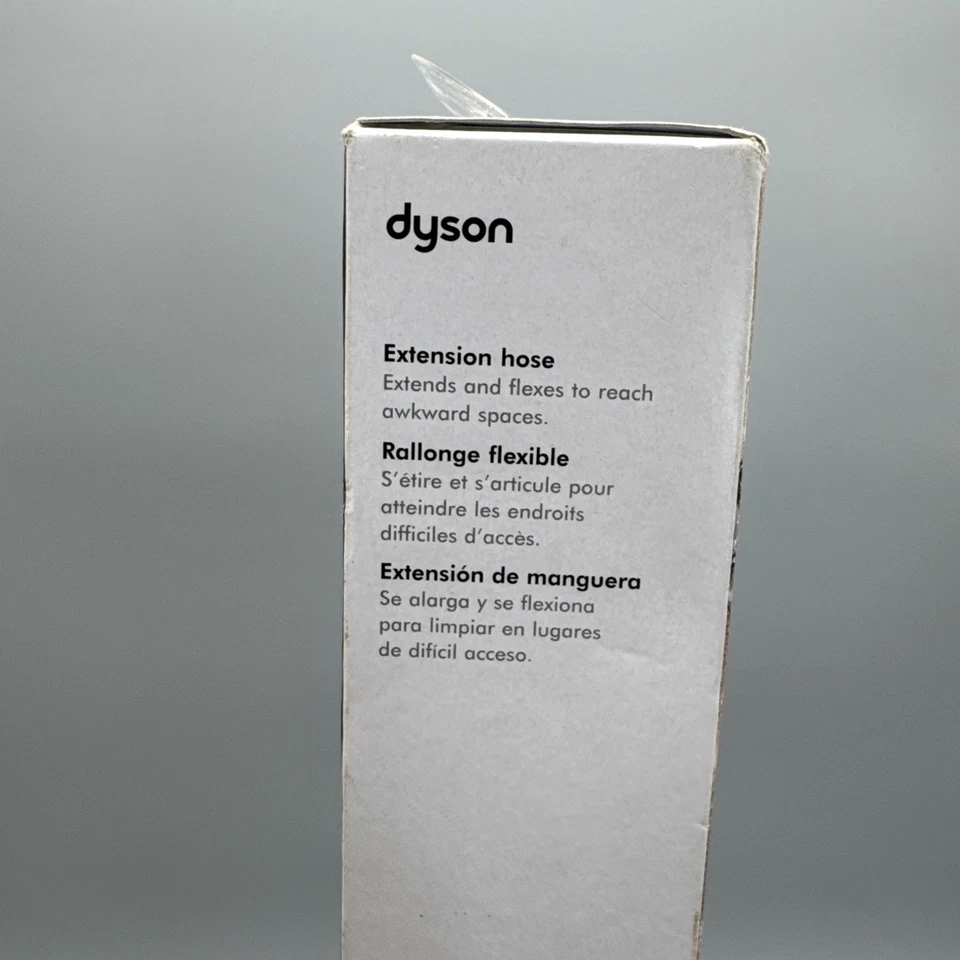 dyson
Extension hose
Extends and flexes to reach
awkward spaces.
Rallonge flexible
S’étire et s’articule pour
atteindre les endroits
difficiles d’accès.
Extensión de manguera
Se alarga y se flexiona
para limpiar en lugares
de difícil acceso.